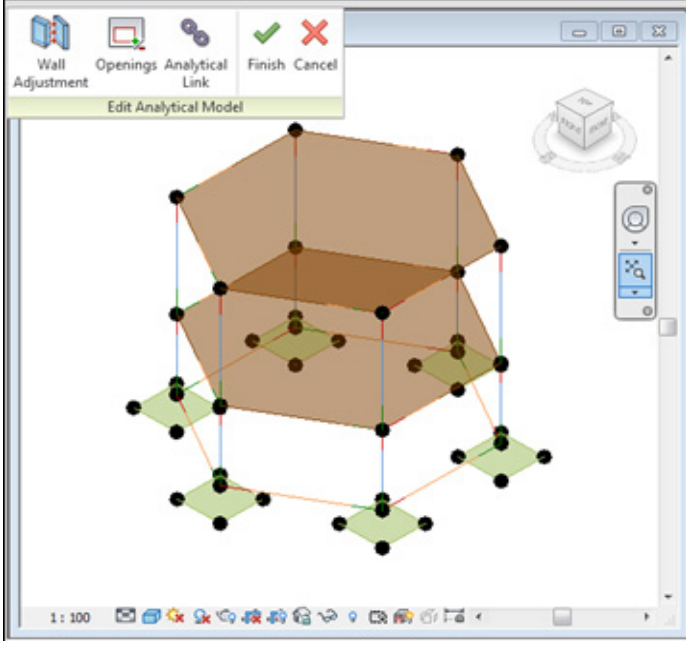 Wall Adjustment
Openings
Analytical Link
Finish
Cancel
Edit Analytical Model
1 : 100